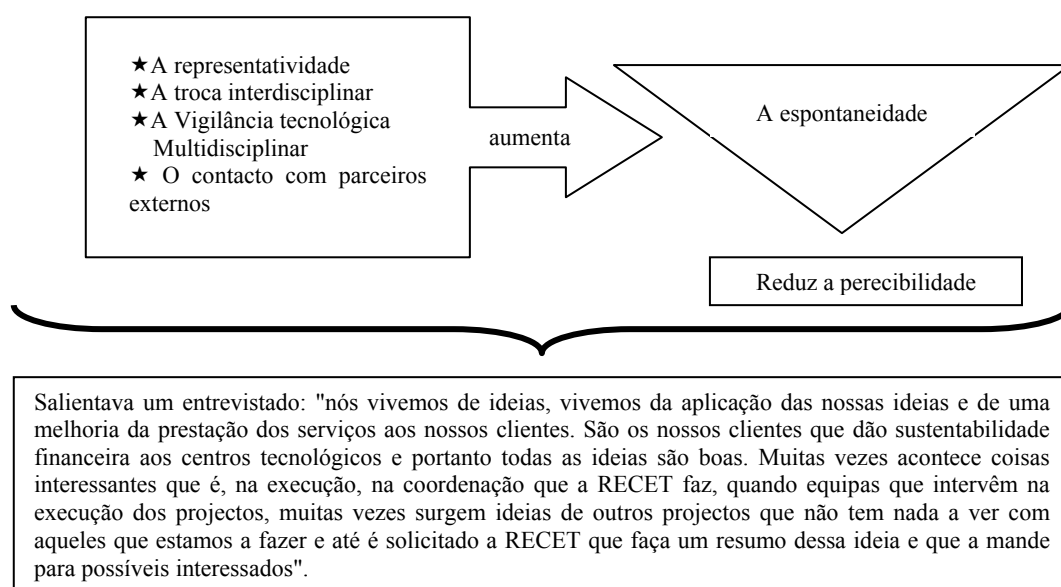 ★A representatividade
★A troca interdisciplinar
★A Vigilância tecnológica
Multidisciplinar
★ O contacto com parceiros
externos
aumenta
A espontaneidade
Reduz a perecibilidade
Salientava um entrevistado: "nós vivemos de ideias, vivemos da aplicação das nossas ideias e de uma
melhoria da prestação dos serviços aos nossos clientes. São os nossos clientes que dão sustentabilidade
financeira aos centros tecnológicos e portanto todas as ideias são boas. Muitas vezes acontece coisas
interessantes que é, na execução, na coordenação que a RECET faz, quando equipas que intervêm na
execução dos projectos, muitas vezes surgem ideias de outros projectos que não tem nada a ver com
aqueles que estamos a fazer e até é solicitado a RECET que faça um resumo dessa ideia e que a mande
para possíveis interessados".